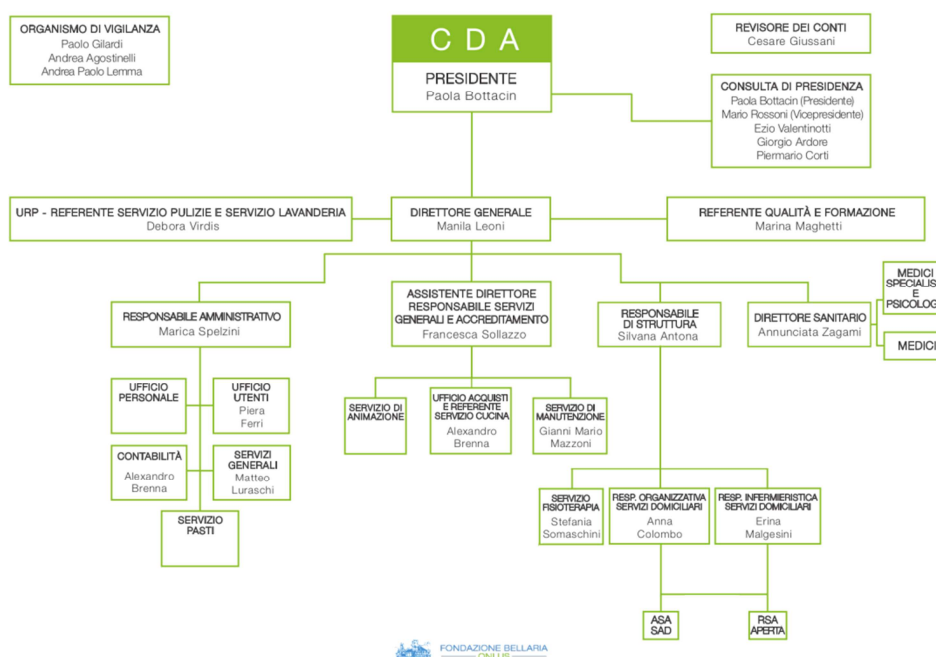 ORGANISMO DI VIGILANZA
Paolo Gilardi
Andrea Agostinelli
Andrea Paolo Lemma
C D A
PRESIDENTE
Paola Bottacin
REVISORE DEI CONTI
Cesare Giussani
CONSULTA DI PRESIDENZA
Paola Bottacin (Presidente)
Mario Rossoni (Vicepresidente)
Ezio Valentinotti
Giorgio Ardore
Piermario Corti
URP - REFERENTE SERVIZIO PULIZIE E SERVIZIO LAVANDERIA
Debora Virdis
DIRETTORE GENERALE
Manila Leoni
REFERENTE QUALITÀ E FORMAZIONE
Marina Maghetti
RESPONSABILE AMMINISTRATIVO
Marica Spelzini
ASSISTENTE DIRETTORE
RESPONSABILE SERVIZI
GENERALI E ACCREDITAMENTO
Francesca Sollazzo
RESPONSABILE
DI STRUTTURA
Silvana Antona
DIRETTORE SANITARIO
Annunciata Zagami
MEDICI
SPECIALIS
E
PSICOLOG
MEDICI
UFFICIO
PERSONALE
UFFICIO
UTENTI
Piera
Ferri
CONTABILITÀ
Alexandro
Brenna
SERVIZI
GENERALI
Matteo
Luraschi
SERVIZIO
PASTI
SERVIZIO DI
ANIMAZIONE
UFFICIO ACQUISTI
E REFERENTE
SERVIZIO CUCINA
Alexandro
Brenna
SERVIZIO DI
MANUTENZIONE
Gianni Mario
Mazzoni
SERVIZIO
FISIOTERAPIA
Stefania
Somaschini
RESP. ORGANIZZATIVA
SERVIZI DOMICILIARI
Anna
Colombo
RESP. INFERMIERISTICA
SERVIZI DOMICILIARI
Erina
Malgesini
ASA
SAD
RSA
APERTA
FONDAZIONE BELLARIA
ONLUS